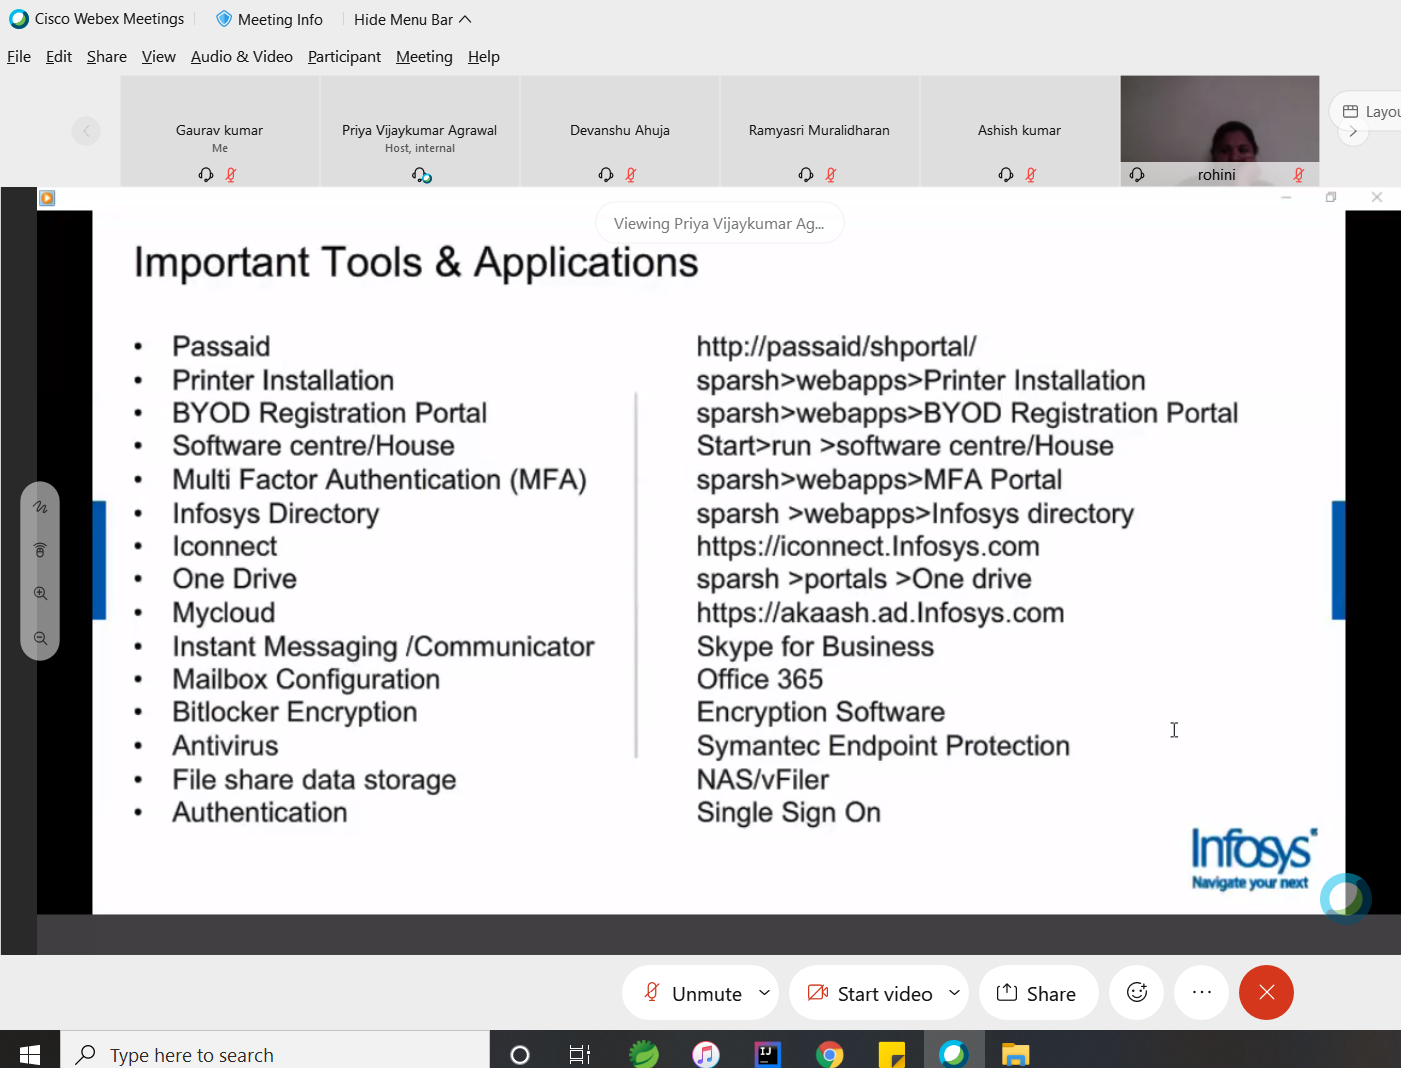 Cisco Webex Meetings Meeting Info Hide Menu Bar
File Edit Share View Audio & Video Participant Meeting Help
Gaurav kumar
Me
Priya Vijaykumar Agrawal
Host, internal
Devanshu Ahuja
Ramyasri Muralidharan
Ashish kumar
rohini
Layou
Viewing Priya Vijaykumar Ag...
Important Tools & Applications
• Passaid http://passaid/shportal/
• Printer Installation sparsh>webapps>Printer Installation
• BYOD Registration Portal sparsh>webapps>BYOD Registration Portal
• Software centre/House Start>run >software centre/House
• Multi Factor Authentication (MFA) sparsh>webapps>MFA Portal
• Infosys Directory sparsh >webapps>Infosys directory
• Iconnect https://iconnect.Infosys.com
• One Drive sparsh >portals >One drive
• Mycloud https://akaash.ad.Infosys.com
• Instant Messaging /Communicator Skype for Business
• Mailbox Configuration Office 365
• Bitlocker Encryption Encryption Software
• Antivirus Symantec Endpoint Protection
• File share data storage NAS/vFiler
• Authentication Single Sign On
Infosys
Navigate your next
Unmute Start video Share
Type here to search
IJ